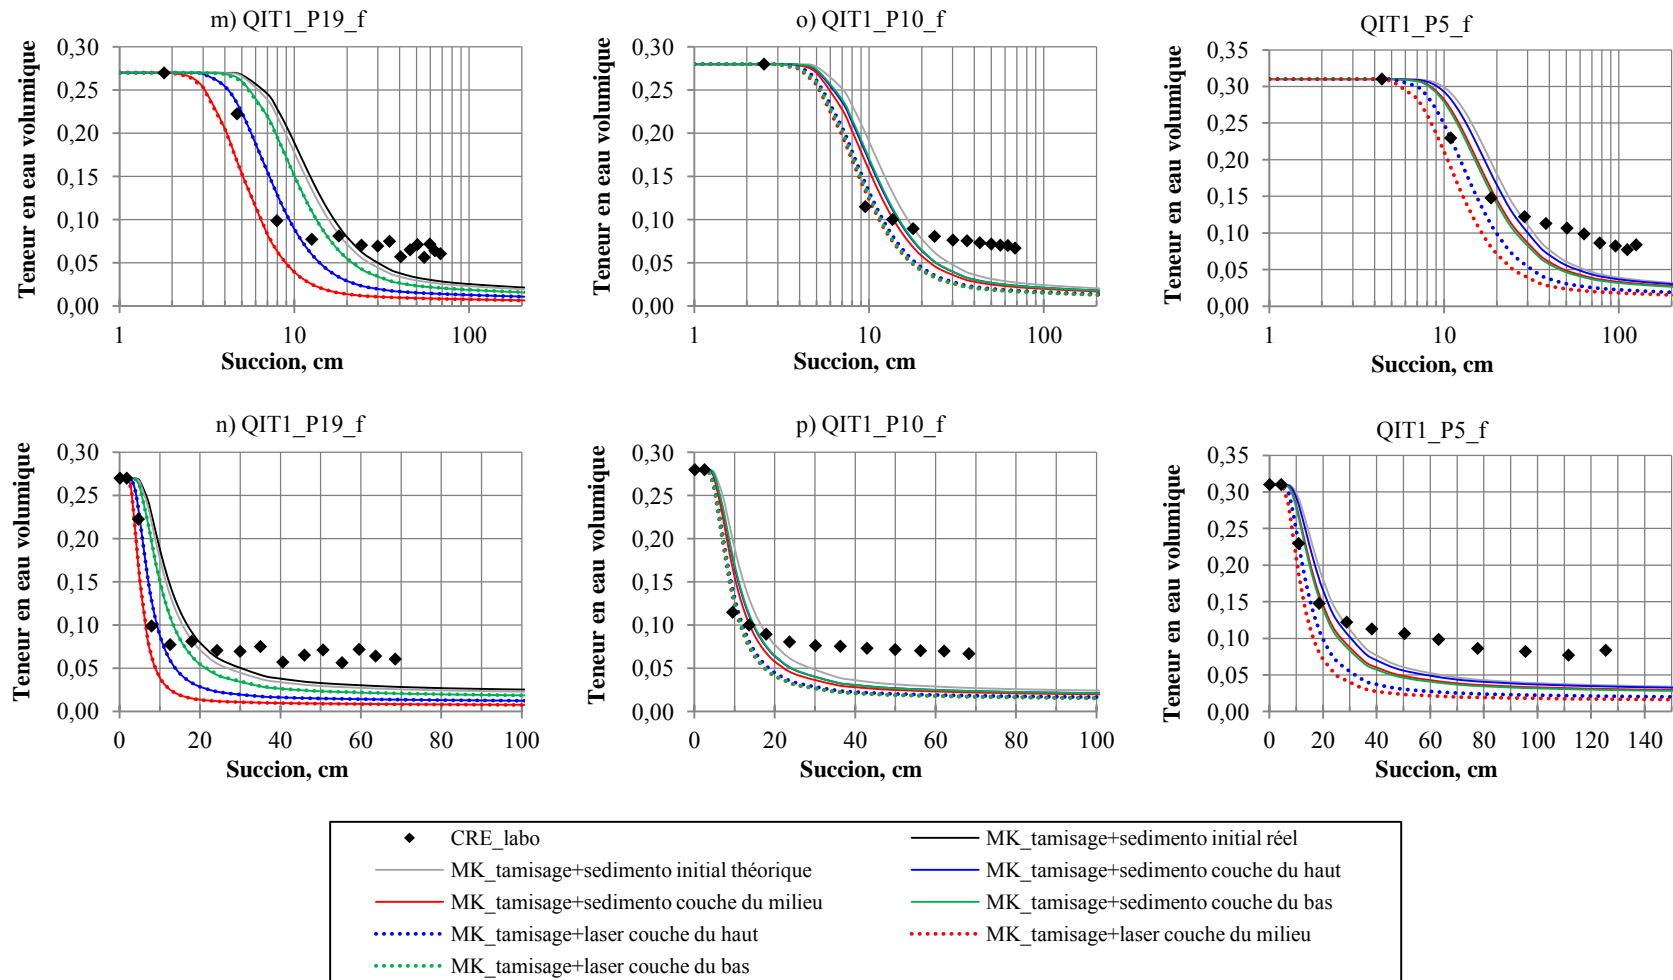 m) QIT1_P19_f
Teneur en eau volumique
0,30
0,25
0,20
0,15
0,10
0,05
0,00
1
10
100
Succion, cm
o) QIT1_P10_f
Teneur en eau volumique
0,30
0,25
0,20
0,15
0,10
0,05
0,00
1
10
100
Succion, cm
QIT1_P5_f
Teneur en eau volumique
0,35
0,30
0,25
0,20
0,15
0,10
0,05
0,00
1
10
100
Succion, cm
n) QIT1_P19_f
Teneur en eau volumique
0,30
0,25
0,20
0,15
0,10
0,05
0,00
0
20
40
60
80
100
Succion, cm
p) QIT1_P10_f
Teneur en eau volumique
0,30
0,25
0,20
0,15
0,10
0,05
0,00
0
20
40
60
80
100
Succion, cm
QIT1_P5_f
Teneur en eau volumique
0,35
0,30
0,25
0,20
0,15
0,10
0,05
0,00
0
20
40
60
80
100
120
140
Succion, cm
CRE_labo
MK_tamisage+sedimento initial réel
MK_tamisage+sedimento initial théorique
MK_tamisage+sedimento couche du haut
MK_tamisage+sedimento couche du milieu
MK_tamisage+sedimento couche du bas
MK_tamisage+laser couche du haut
MK_tamisage+laser couche du milieu
MK_tamisage+laser couche du bas